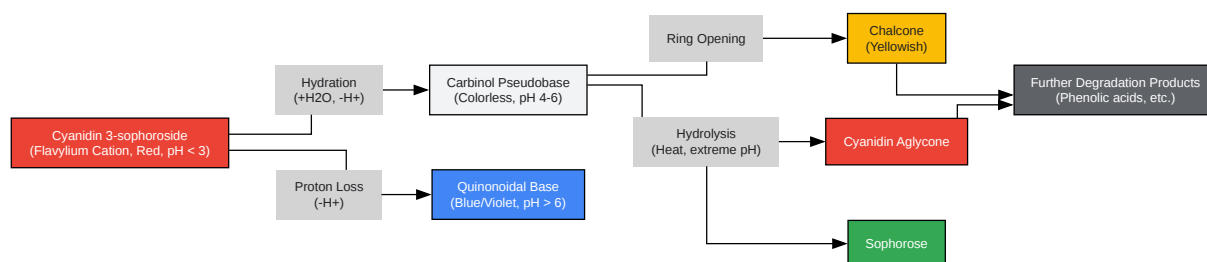 Cyanidin 3-sophoroside
(Flavylium Cation, Red, pH < 3)
Hydration
(+H2O, -H+)
Proton Loss
(-H+)
Carbinol Pseudobase
(Colorless, pH 4-6)
Quinonoidal Base
(Blue/Violet, pH > 6)
Ring Opening
Hydrolysis
(Heat, extreme pH)
Chalcone
(Yellowish)
Cyanidin Aglycone
Sophorose
Further Degradation Products
(Phenolic acids, etc.)